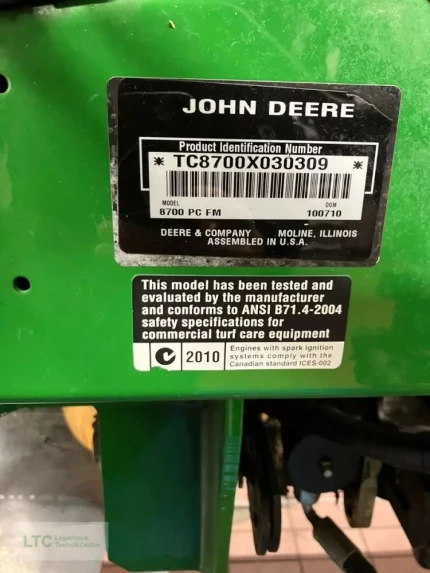 JOHN DEERE
Product Identification Number
* TC8700X030309 *
MODEL DOM
8700 PC FM 100710
DEERE & COMPANY MOLINE, ILLINOIS
ASSEMBLED IN U.S.A.
This model has been tested and
evaluated by the manufacturer
and conforms to ANSI B71.4-2004
safety specifications for
commercial turf care equipment
C 2010 Engines with spark ignition
systems comply with the
Canadian standard ICES-002
LTC Lagerhaus
TechnikCenter